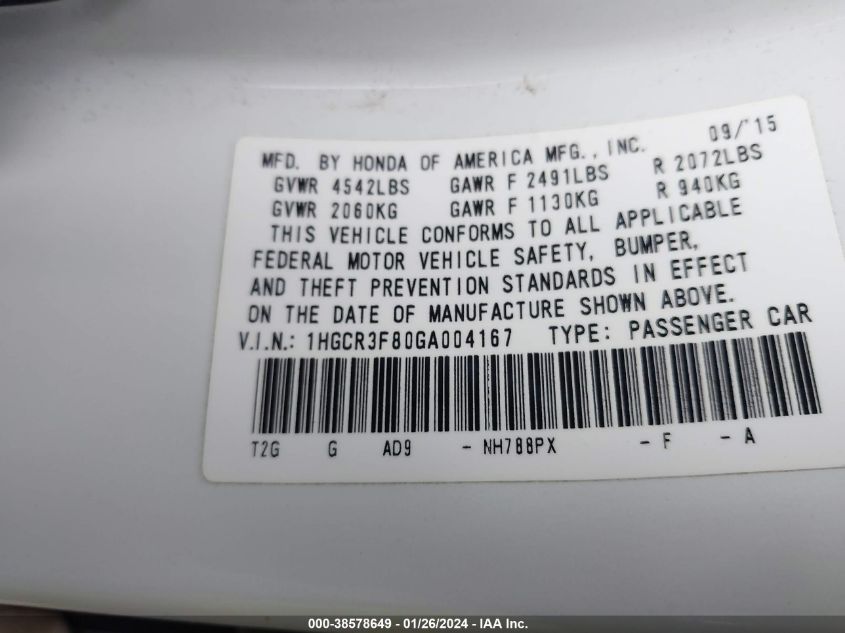 09/'15
MFD. BY HONDA OF AMERICA MFG., INC.
GVWR 4542LBS GAWR F 2491LBS R 2072LBS
GVWR 2060KG GAWR F 1130KG R 940KG
THIS VEHICLE CONFORMS TO ALL APPLICABLE
FEDERAL MOTOR VEHICLE SAFETY, BUMPER,
AND THEFT PREVENTION STANDARDS IN EFFECT
ON THE DATE OF MANUFACTURE SHOWN ABOVE.
V.I.N.: 1HGCR3F80GA004167 TYPE: PASSENGER CAR
T2G G AD9 - NH788PX - F - A
000-38578649 - 01/26/2024 - IAA Inc.